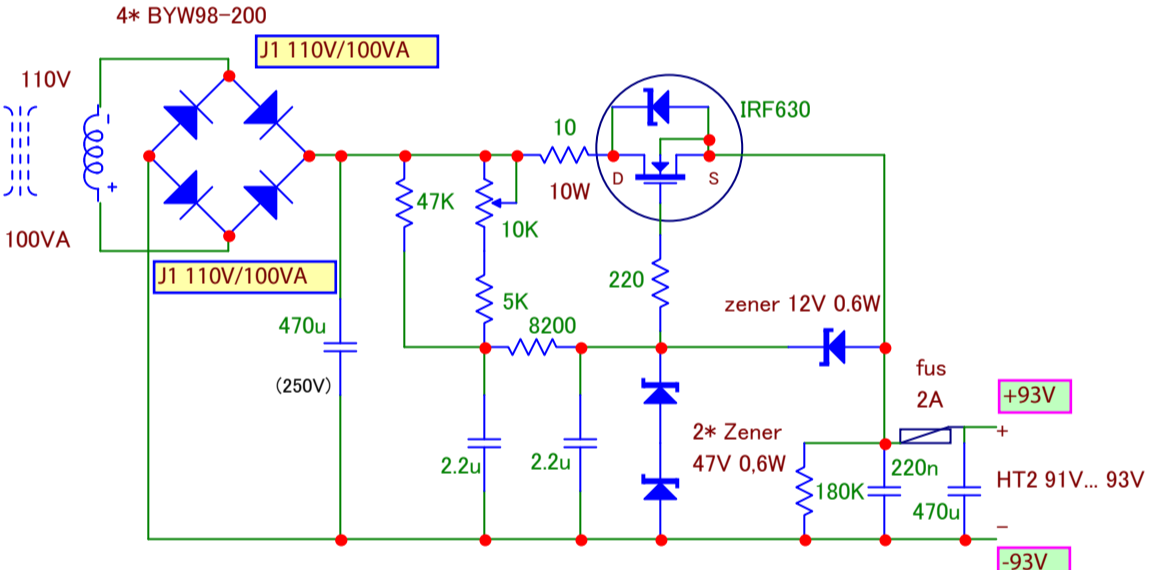 4* BYW98-200
J1 110V/100VA
110V
IRF630
10
-
+
D
S
47K
10W
10K
100VA
J1 110V/100VA
220
5K
zener 12V 0.6W
470u
8200
(250V)
fus
2A
+93V
+
2* Zener
47V 0,6W
2.2u
2.2u
220n
180K
HT2 91V... 93V
470u
-
-93V